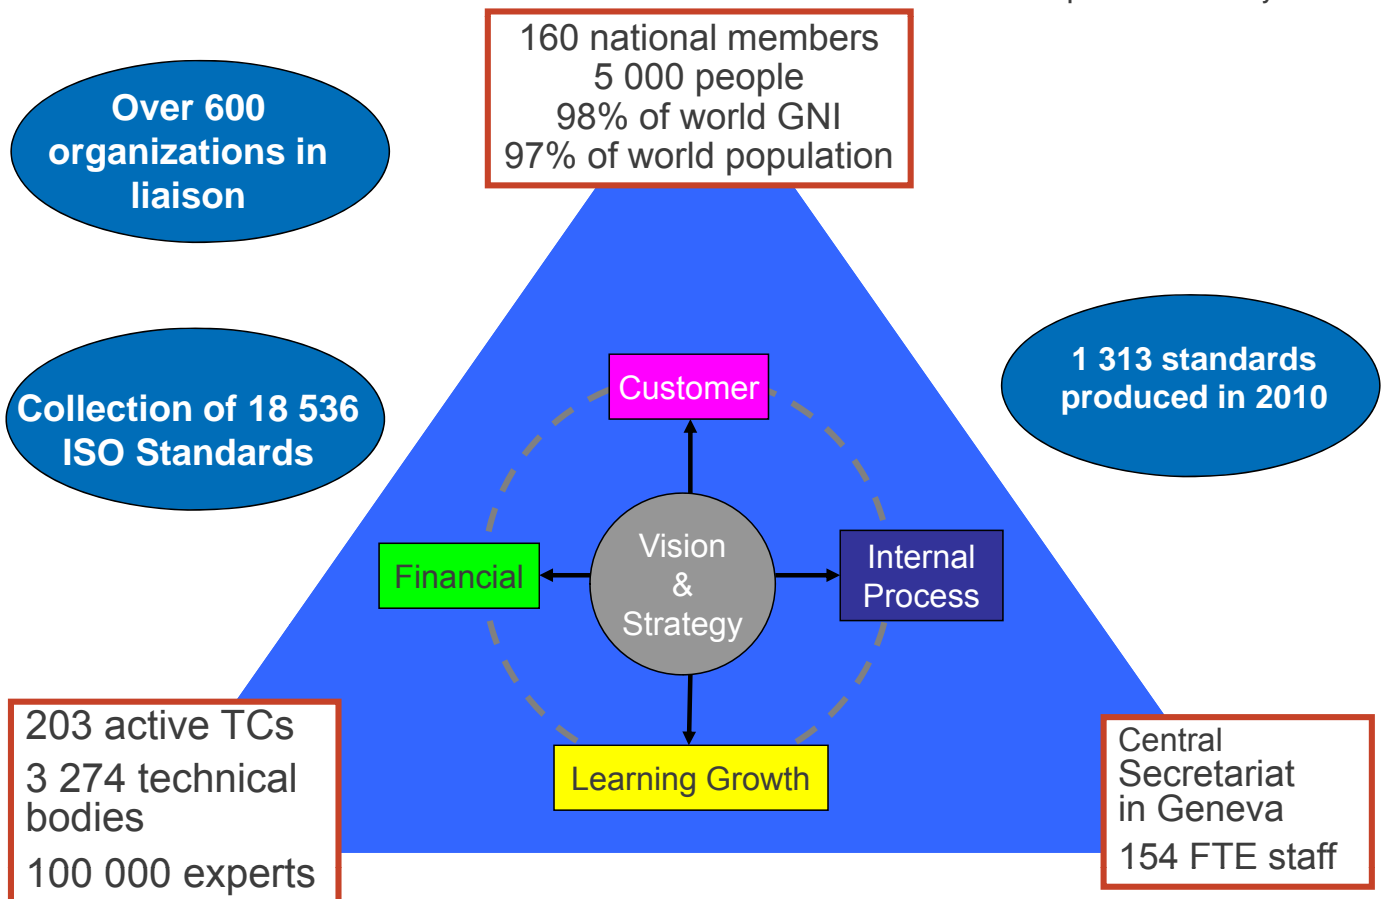 160 national members
5 000 people
98% of world GNI
97% of world population
Over 600
organizations in
liaison
Collection of 18 536
ISO Standards
1 313 standards
produced in 2010
Customer
Financial
Vision
&
Strategy
Internal
Process
Learning Growth
203 active TCs
3 274 technical
bodies
100 000 experts
Central
Secretariat
in Geneva
154 FTE staff